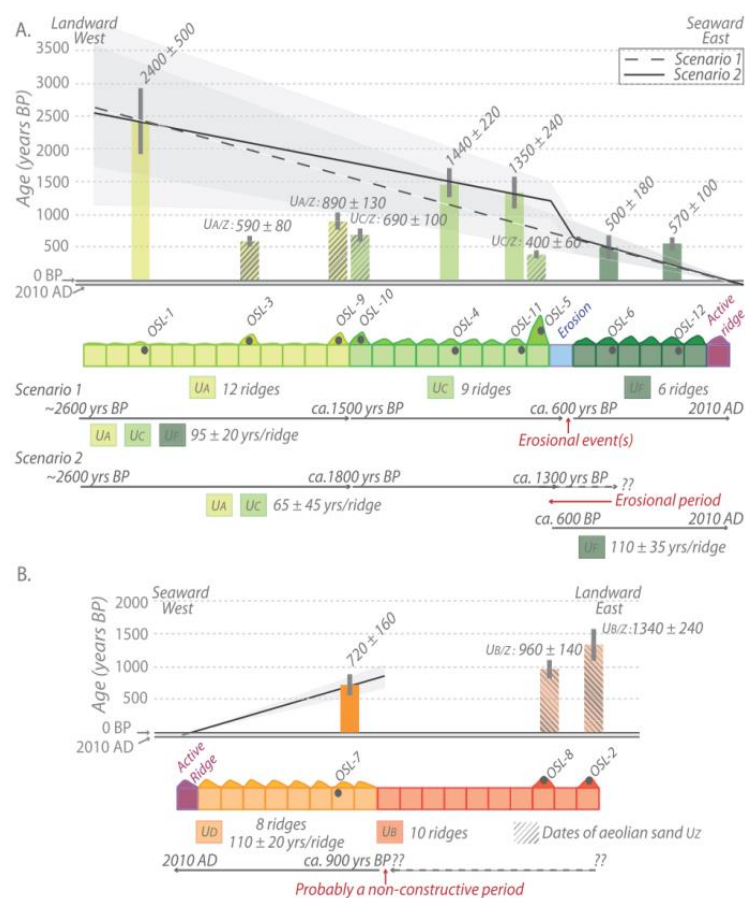 A.
Landward
West
Seaward
East
Scenario 1
Scenario 2
Age (years BP)
3500
3000
2500
2000
1500
1000
500
0 BP
2010 AD
2400 ± 500
UA/Z : 590 ± 80
UA/Z : 890 ± 130
UC/Z : 690 ± 100
1440 ± 220
1350 ± 240
UC/Z : 400 ± 60
500 ± 180
570 ± 100
OSL-1
OSL-3
OSL-9
OSL-10
OSL-4
OSL-11
OSL-5
Erosion
OSL-6
OSL-12
Active
ridge
UA 12 ridges
UC 9 ridges
UF 6 ridges
Scenario 1
~2600 yrs BP
ca.1500 yrs BP
ca. 600 yrs BP
2010 AD
UA UC UF 95 ± 20 yrs/ridge
Erosional event(s)
Scenario 2
~2600 yrs BP
ca.1800 yrs BP
ca. 1300 yrs BP
??
UA UC 65 ± 45 yrs/ridge
Erosional period
ca. 600 BP
2010 AD
UF 110 ± 35 yrs/ridge
B.
Seaward
West
Landward
East
Age (years BP)
2000
1500
1000
500
0 BP
2010 AD
720 ± 160
UB/Z : 960 ± 140
UB/Z : 1340 ± 240
Active
Ridge
OSL-7
OSL-8
OSL-2
UD 8 ridges
110 ± 20 yrs/ridge
UB 10 ridges
Dates of aeolian sand UZ
2010 AD
ca. 900 yrs BP ??
??
Probably a non-constructive period